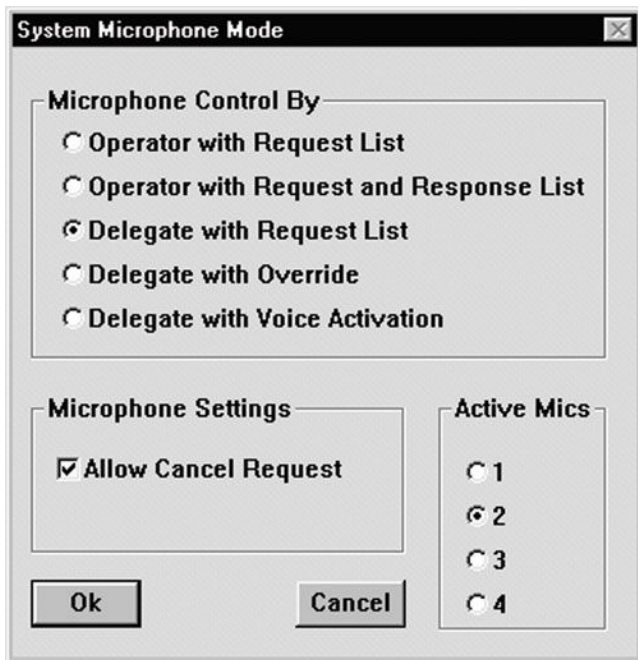 System Microphone Mode
Microphone Control By
Operator with Request List
Operator with Request and Response List
Delegate with Request List
Delegate with Override
Delegate with Voice Activation
Microphone Settings
Allow Cancel Request
Active Mics
1
2
3
4
Ok
Cancel